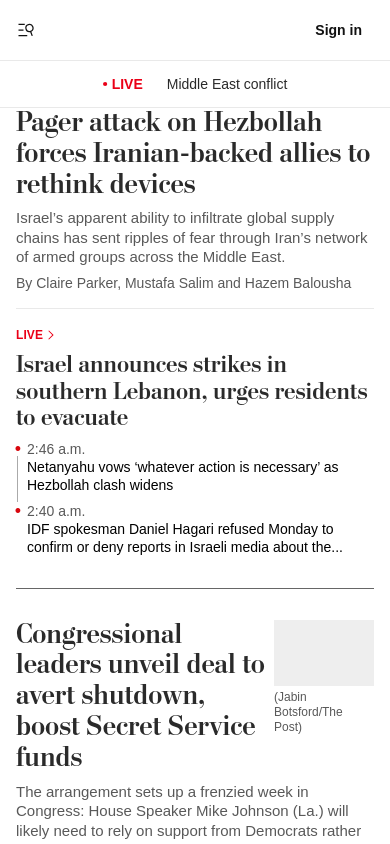 Sign in
• LIVE
Middle East conflict
Pager attack on Hezbollah
forces Iranian-backed allies to
rethink devices
Israel’s apparent ability to infiltrate global supply
chains has sent ripples of fear through Iran’s network
of armed groups across the Middle East.
By Claire Parker, Mustafa Salim and Hazem Balousha
LIVE
Israel announces strikes in
southern Lebanon, urges residents
to evacuate
2:46 a.m.
Netanyahu vows ‘whatever action is necessary’ as
Hezbollah clash widens
2:40 a.m.
IDF spokesman Daniel Hagari refused Monday to
confirm or deny reports in Israeli media about the...
Congressional
leaders unveil deal to
avert shutdown,
boost Secret Service
funds
(Jabin
Botsford/The
Post)
The arrangement sets up a frenzied week in
Congress: House Speaker Mike Johnson (La.) will
likely need to rely on support from Democrats rather